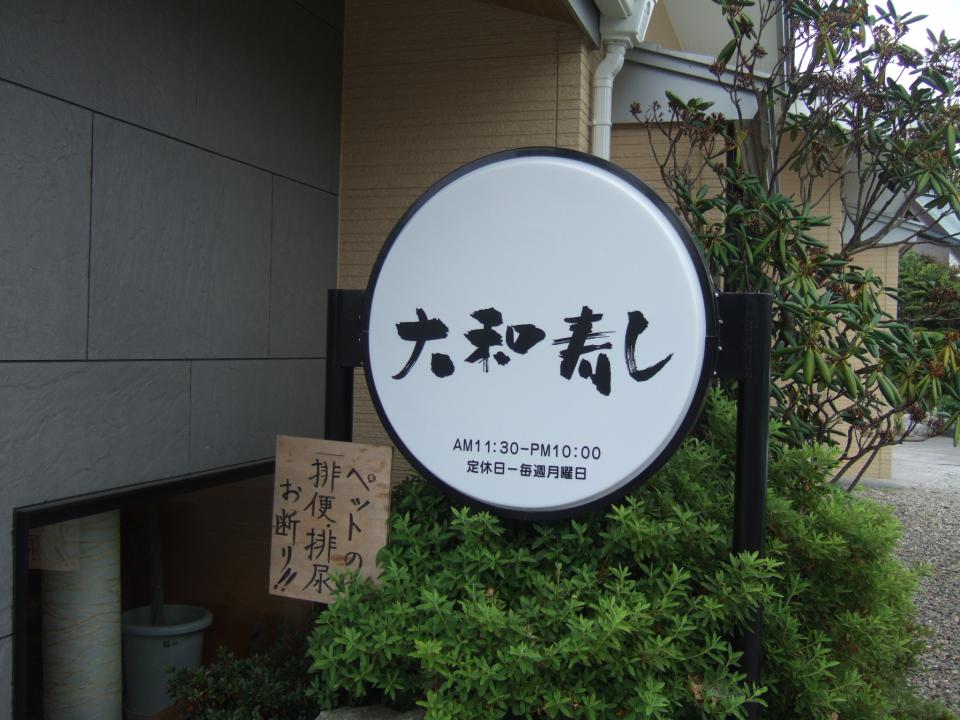 大和寿し
AM11:30-PM10:00
定休日ー毎週月曜日
ペットの
排便・排尿
お断り!!